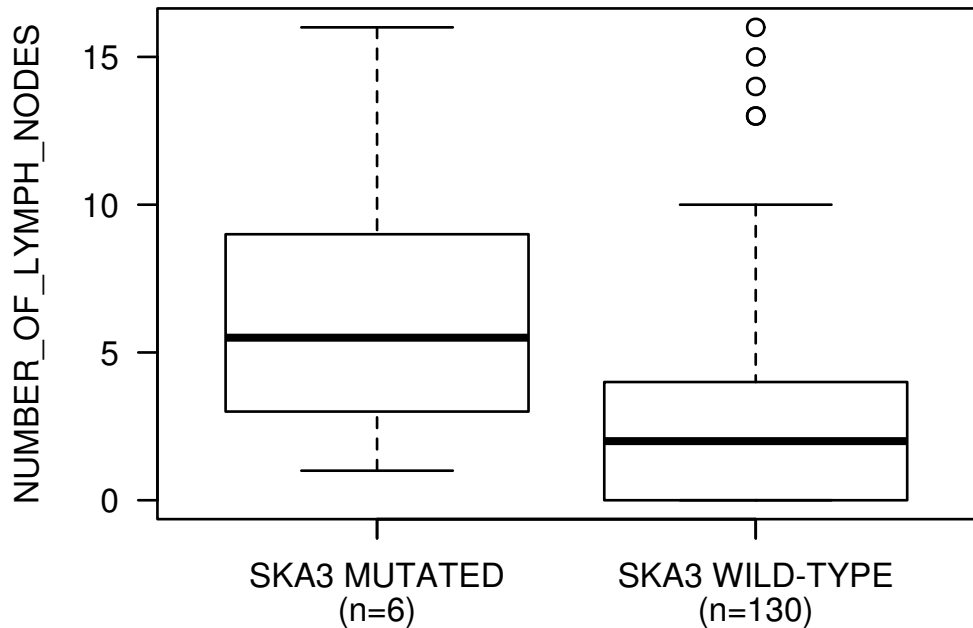 NUMBER_OF_LYMPH_NODES
15
10
5
0
SKA3 MUTATED
(n=6)
SKA3 WILD-TYPE
(n=130)